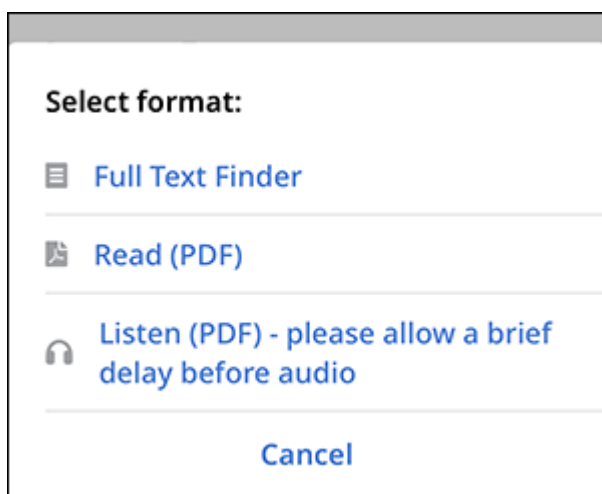 Select format:
Full Text Finder
Read (PDF)
Listen (PDF) - please allow a brief
delay before audio
Cancel